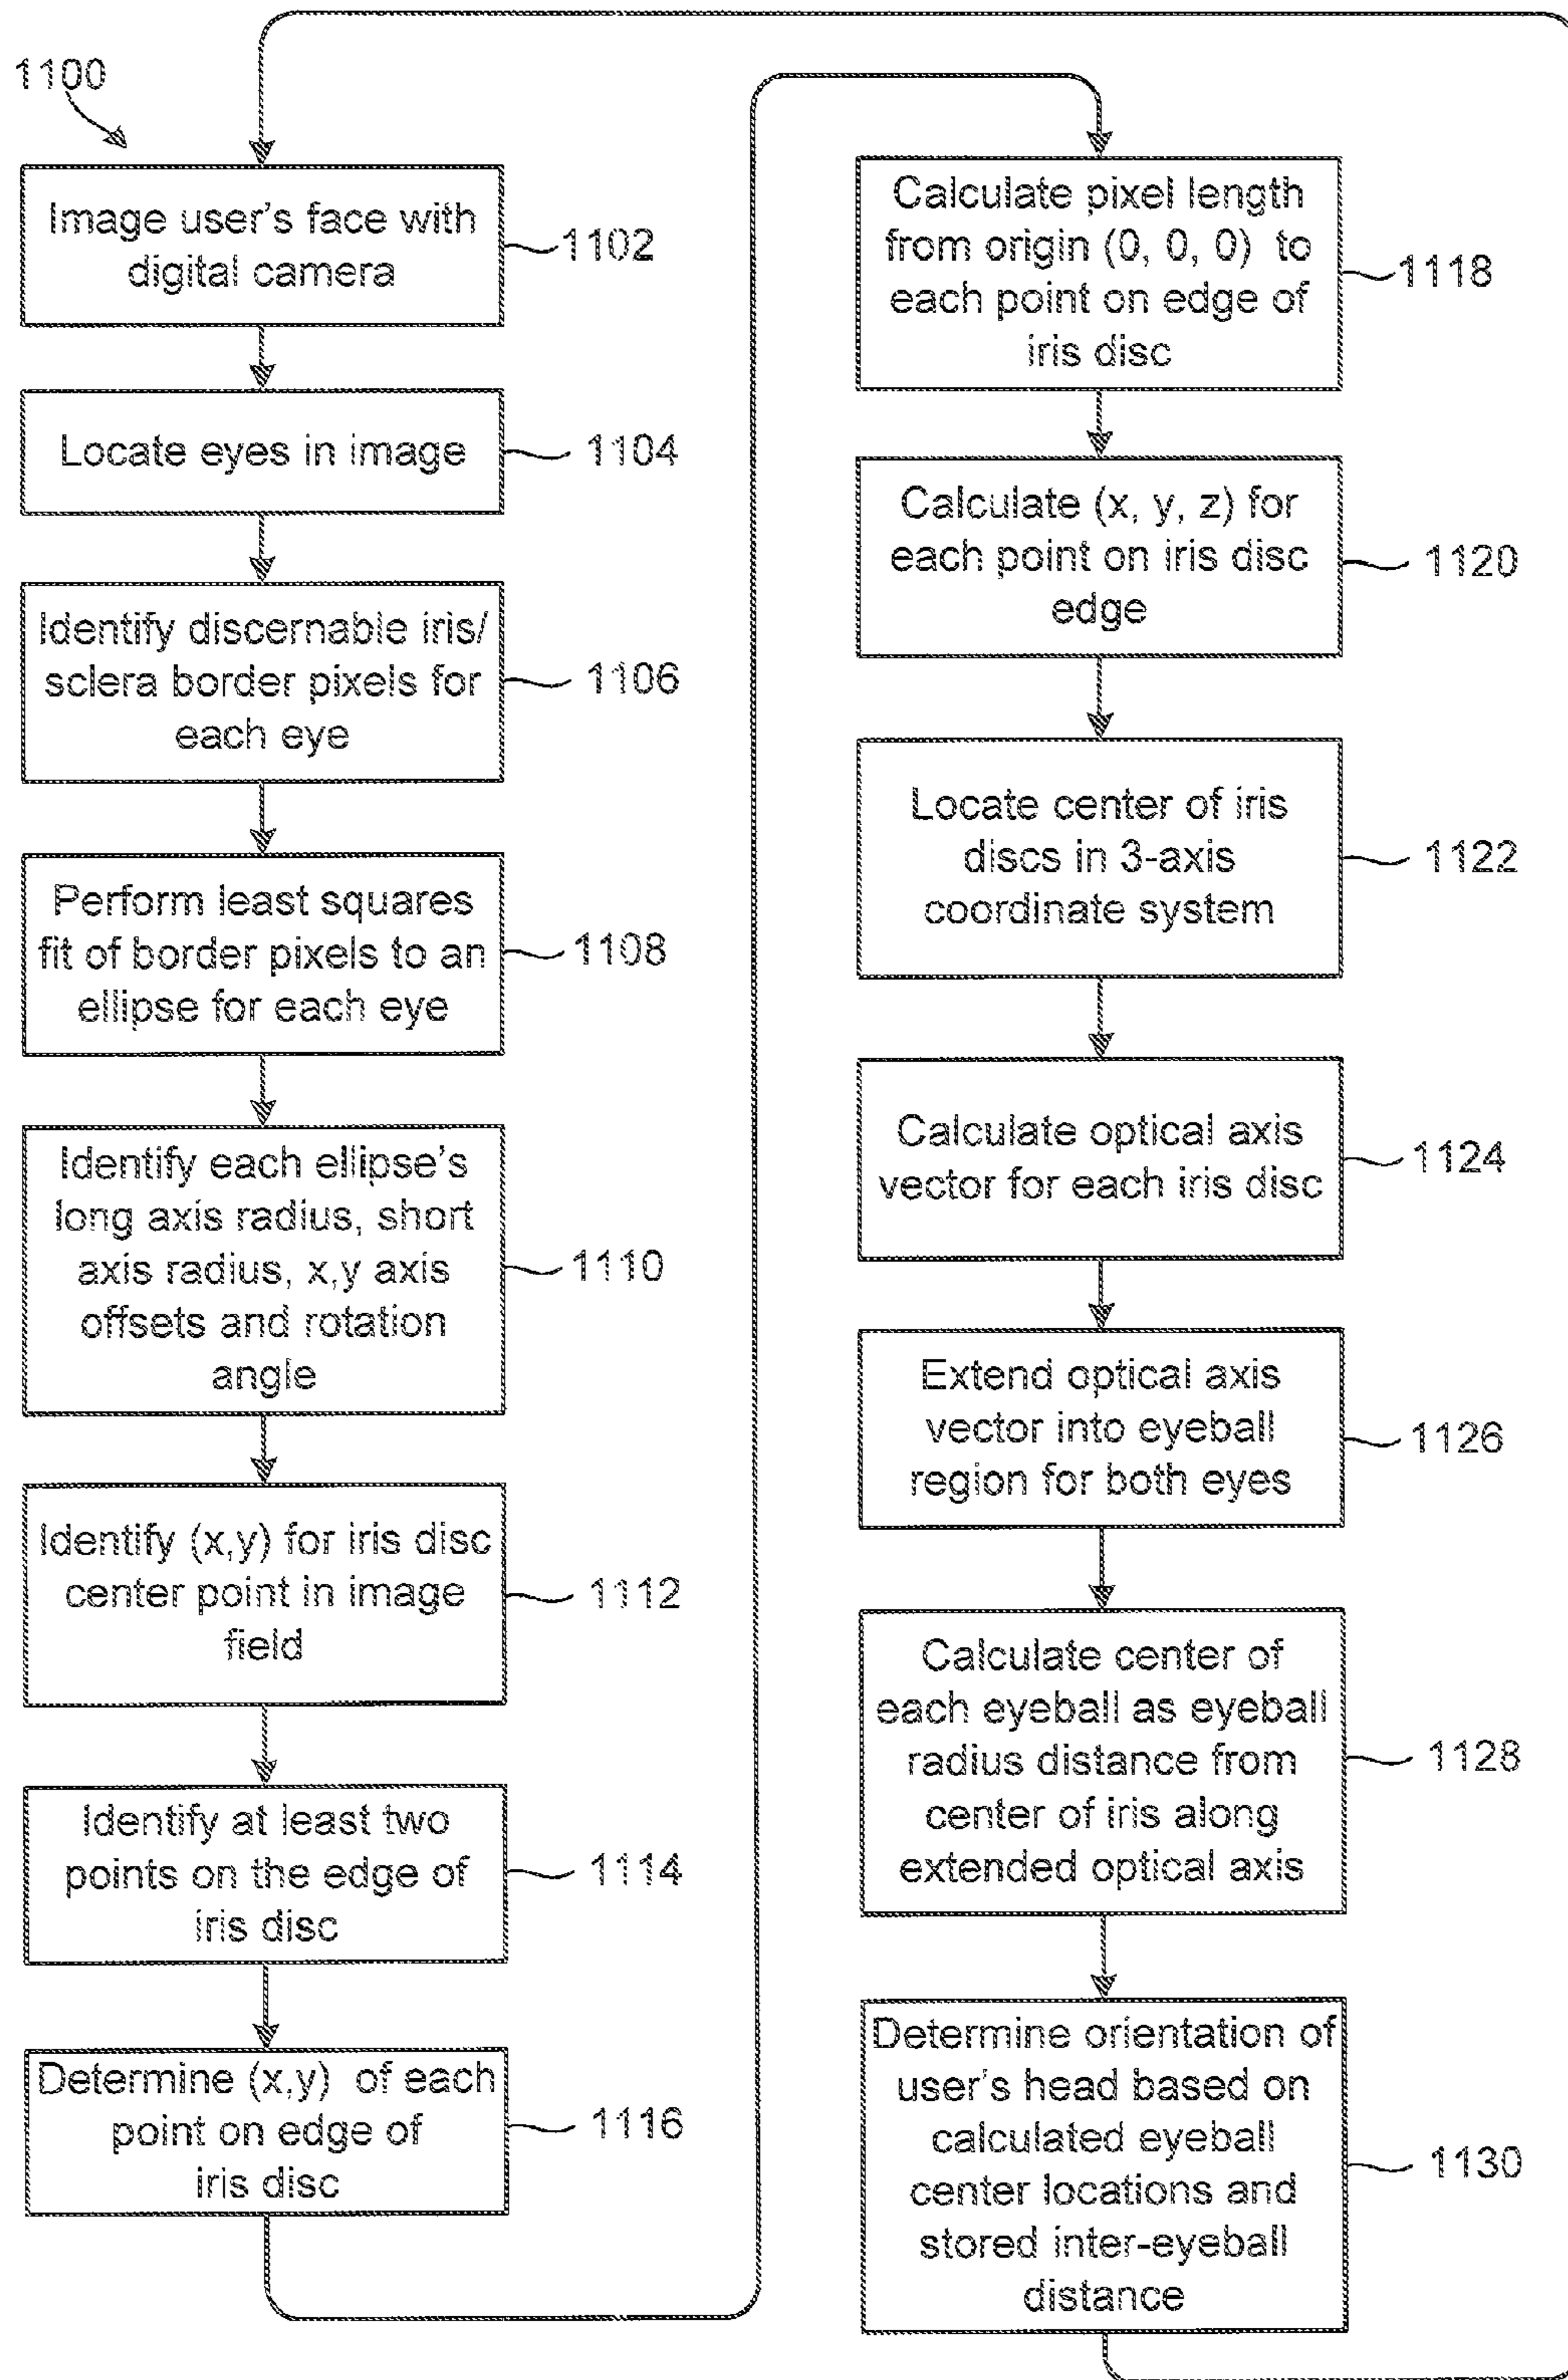 1100
Image user's face with
digital camera
1102
Locate eyes in image
1104
Identify discernable iris/
sclera border pixels for
each eye
1106
Perform least squares
fit of border pixels to an
ellipse for each eye
1108
Identify each ellipse's
long axis radius, short
axis radius, x,y axis
offsets and rotation
angle
1110
Identify (x,y) for iris disc
center point in image
field
1112
Identify at least two
points on the edge of
iris disc
1114
Determine (x,y) of each
point on edge of
iris disc
1116
Calculate pixel length
from origin (0, 0, 0) to
each point on edge of
iris disc
1118
Calculate (x, y, z) for
each point on iris disc
edge
1120
Locate center of iris
discs in 3-axis
coordinate system
1122
Calculate optical axis
vector for each iris disc
1124
Extend optical axis
vector into eyeball
region for both eyes
1126
Calculate center of
each eyeball as eyeball
radius distance from
center of iris along
extended optical axis
1128
Determine orientation of
user's head based on
calculated eyeball
center locations and
stored inter-eyeball
distance
1130